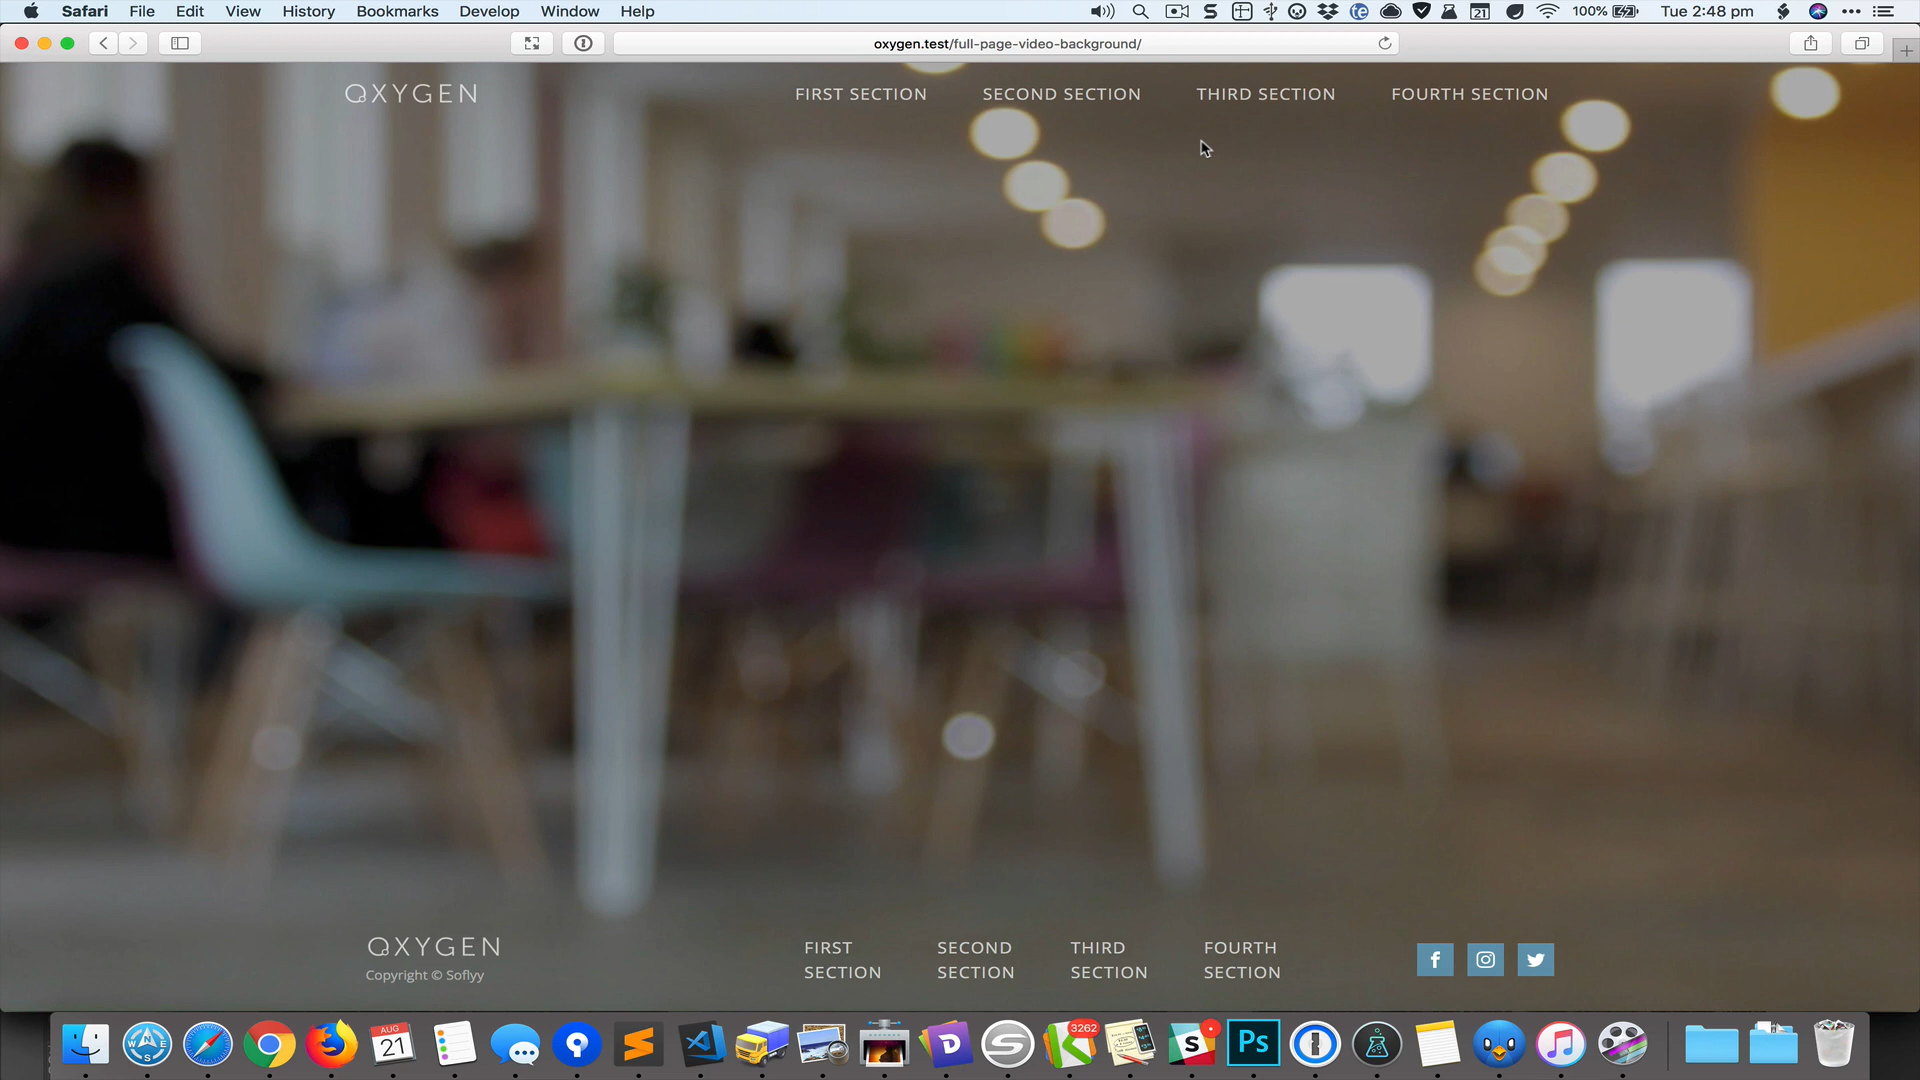 Safari File Edit View History Bookmarks Develop Window Help 21 100% Tue 2:48 pm
oxygen.test/full-page-video-background/
OXYGEN FIRST SECTION SECOND SECTION THIRD SECTION FOURTH SECTION
OXYGEN
Copyright © Soflyy
FIRST
SECTION
SECOND
SECTION
THIRD
SECTION
FOURTH
SECTION
AUG
21
3262
Ps